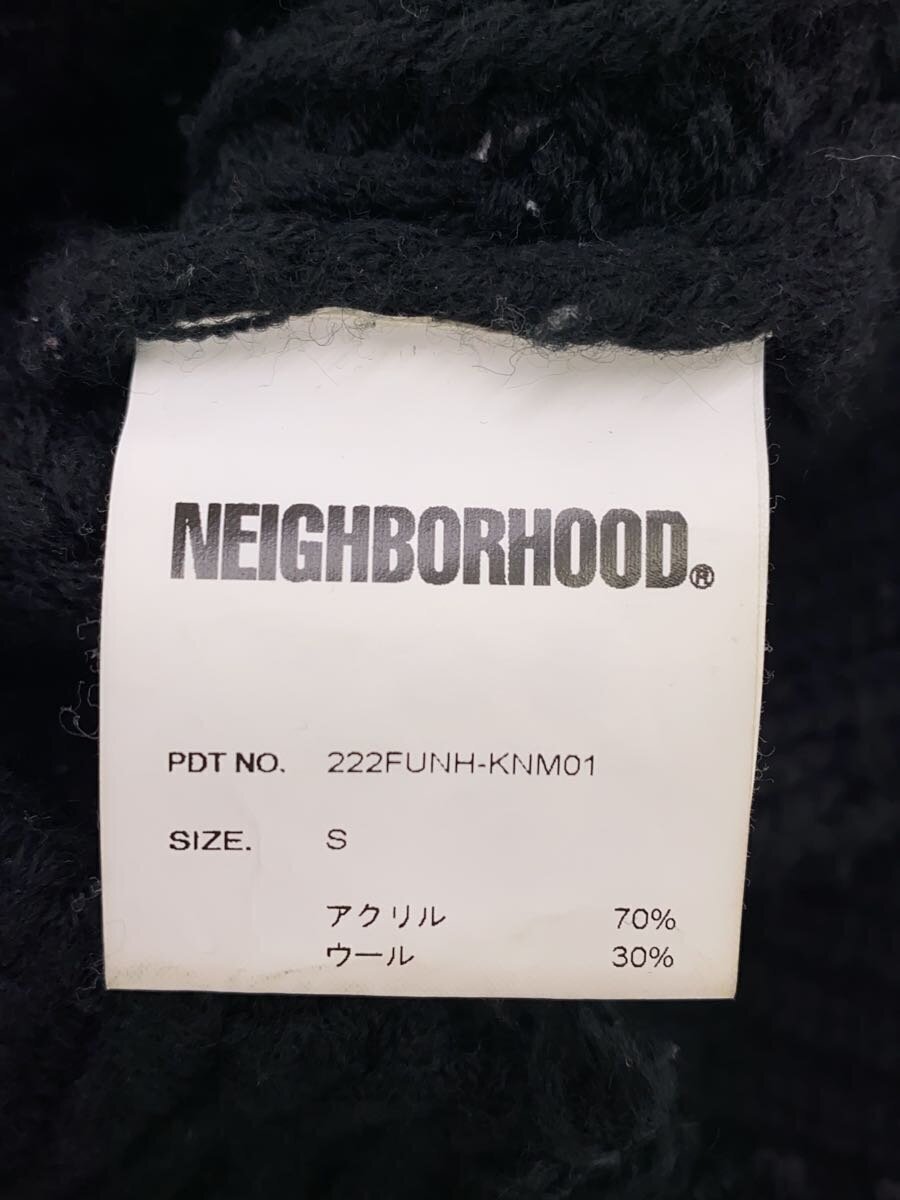 NEIGHBORHOOD®
PDT NO. 222FUNH-KNM01
SIZE. S
アクリル 70%
ウール 30%